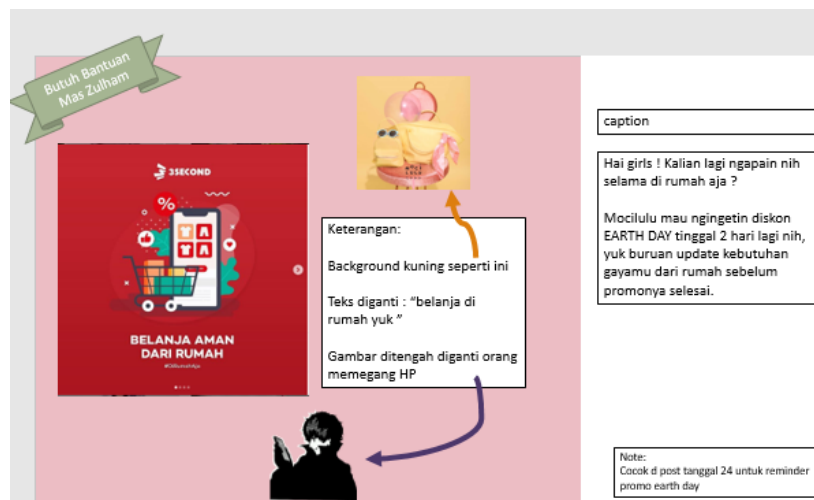 Butuh Bantuan
Mas Zulham
3SECOND
%
BELANJA AMAN
DARI RUMAH
#DiRumahAja
Keterangan:
Background kuning seperti ini
Teks diganti : “belanja di
rumah yuk ”
Gambar ditengah diganti orang
memegang HP
caption
Hai girls ! Kalian lagi ngapain nih
selama di rumah aja ?
Mocilulu mau ngingetin diskon
EARTH DAY tinggal 2 hari lagi nih,
yuk buruan update kebutuhan
gayamu dari rumah sebelum
promonya selesai.
Note:
Cocok d post tanggal 24 untuk reminder
promo earth day